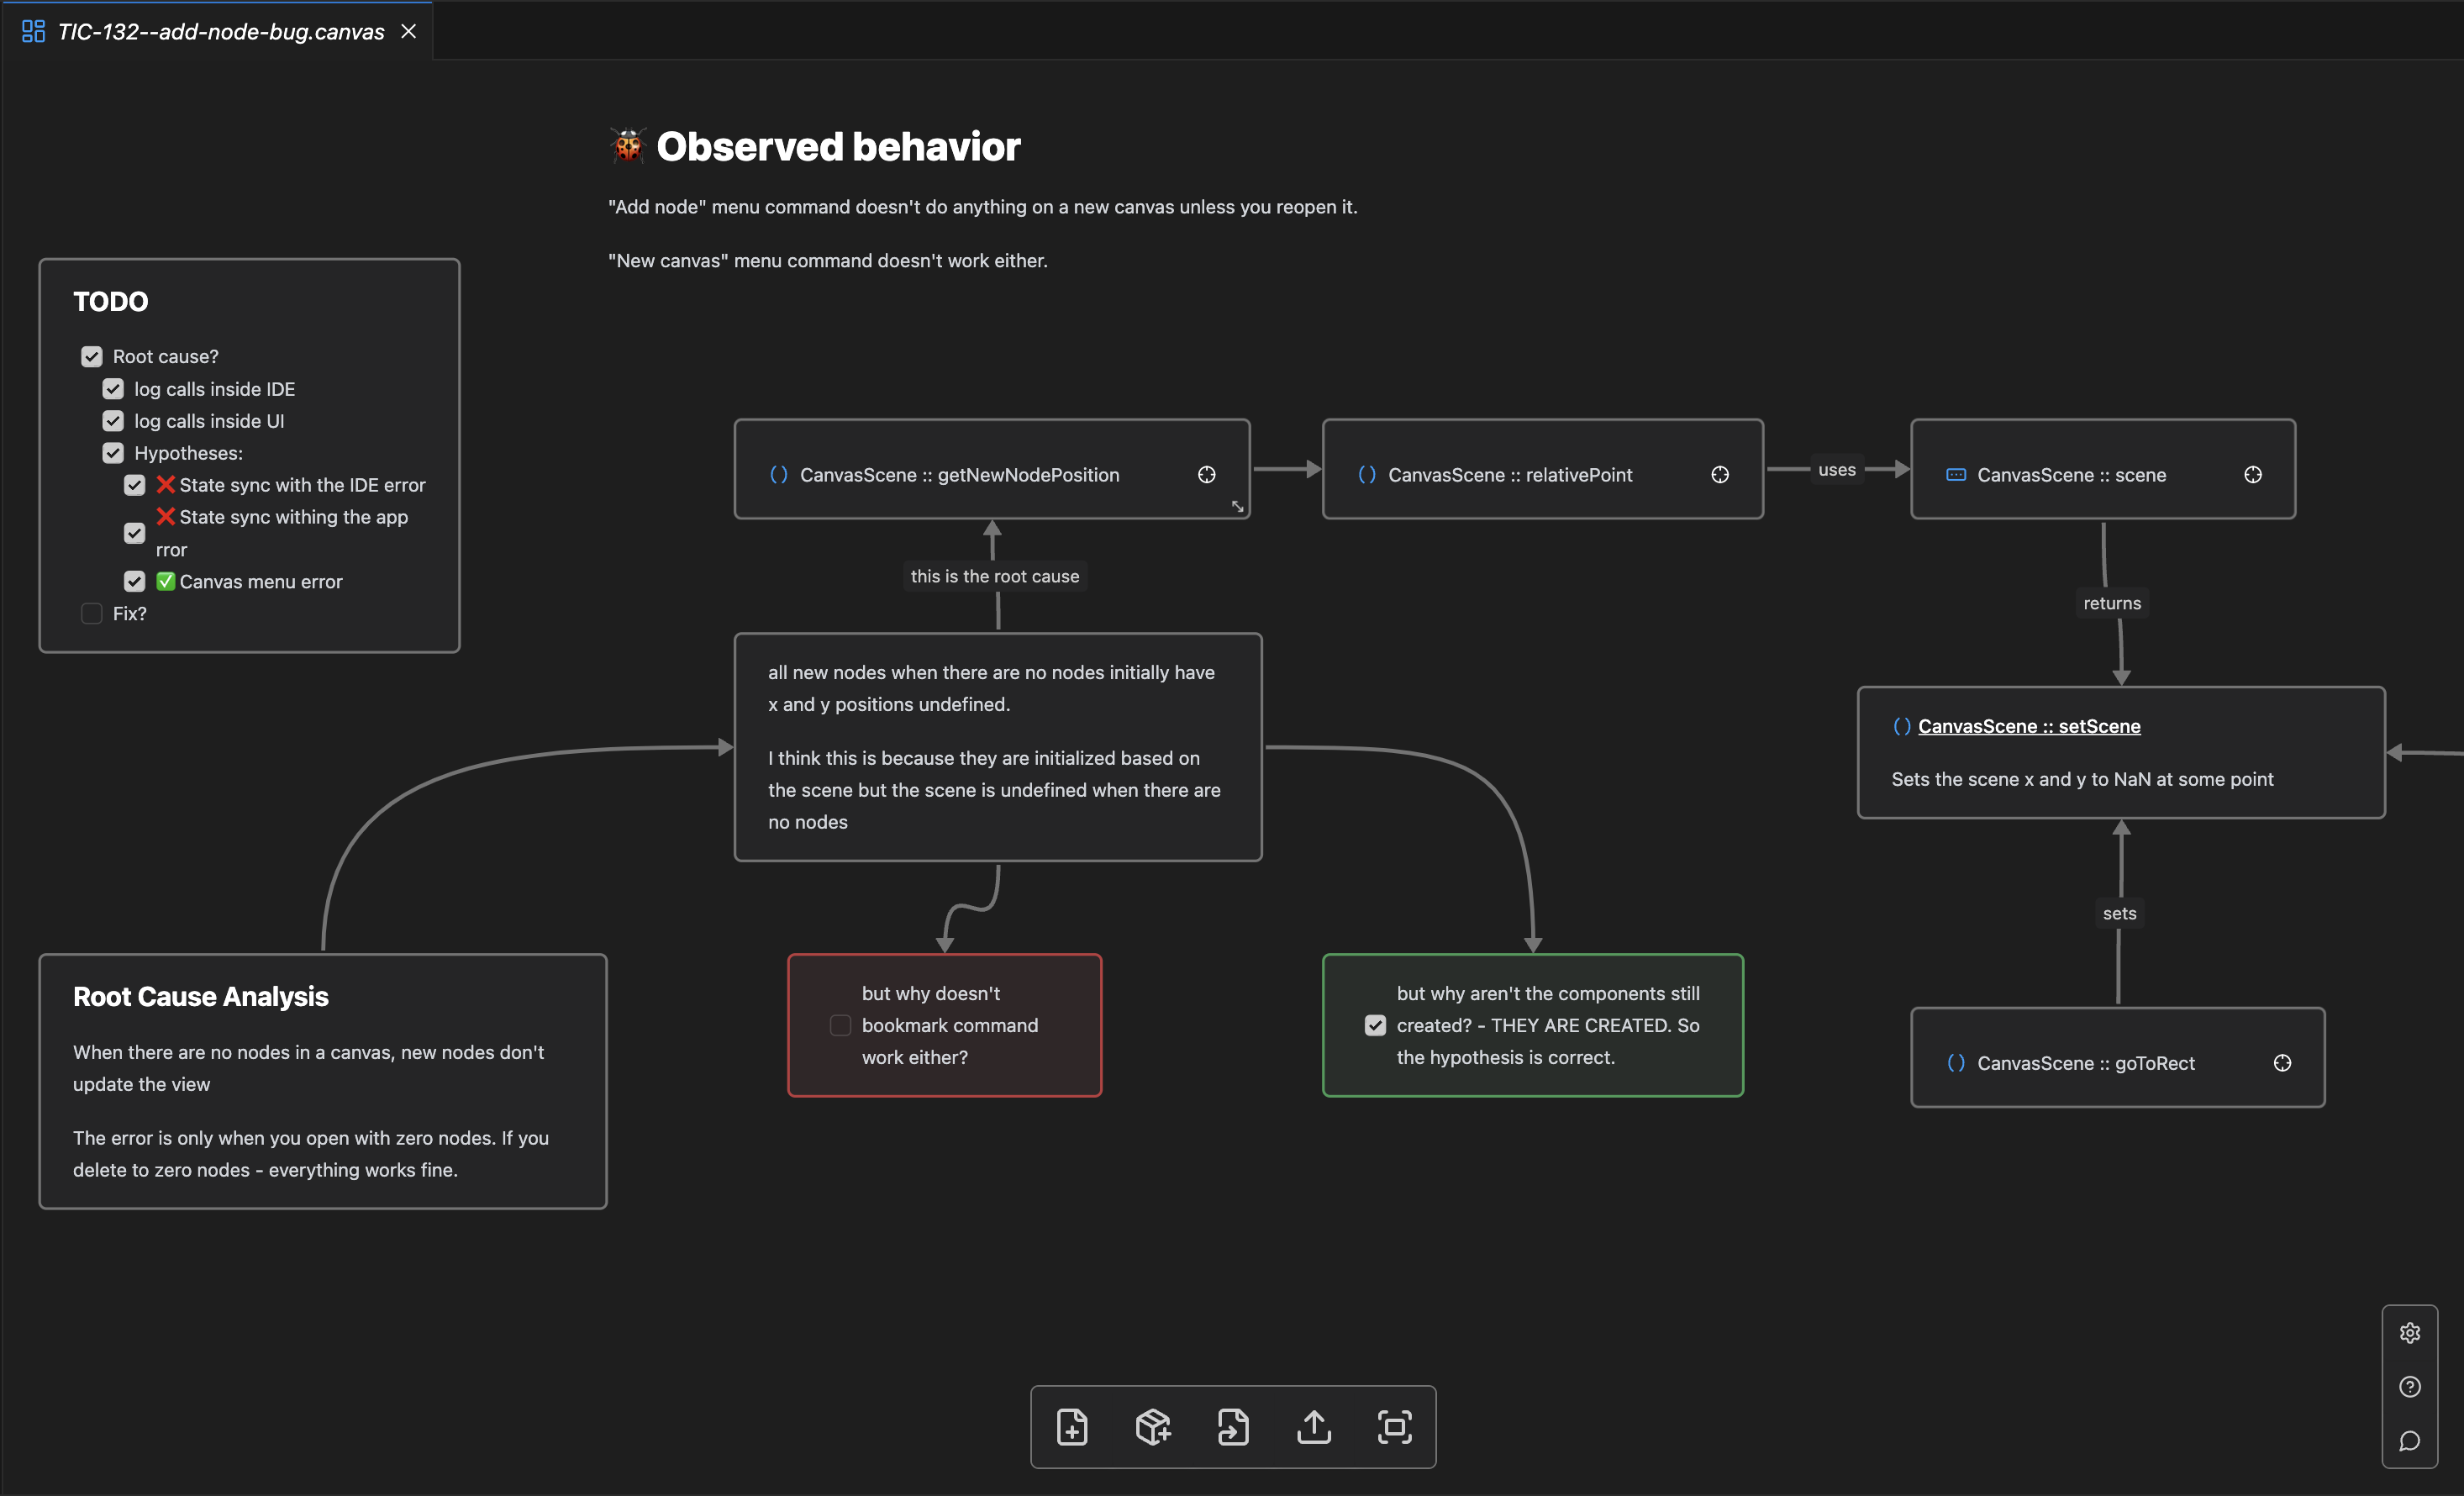 TIC-132--add-node-bug.canvas
🐞 Observed behavior
"Add node" menu command doesn't do anything on a new canvas unless you reopen it.
"New canvas" menu command doesn't work either.
TODO
Root cause?
log calls inside IDE
log calls inside UI
Hypotheses:
❌ State sync with the IDE error
❌ State sync withing the app
rror
✅ Canvas menu error
Fix?
() CanvasScene :: getNewNodePosition
() CanvasScene :: relativePoint
uses
CanvasScene :: scene
this is the root cause
returns
all new nodes when there are no nodes initially have
x and y positions undefined.
I think this is because they are initialized based on
the scene but the scene is undefined when there are
no nodes
() CanvasScene :: setScene
Sets the scene x and y to NaN at some point
sets
Root Cause Analysis
When there are no nodes in a canvas, new nodes don't
update the view
The error is only when you open with zero nodes. If you
delete to zero nodes - everything works fine.
but why doesn't
bookmark command
work either?
but why aren't the components still
created? - THEY ARE CREATED. So
the hypothesis is correct.
() CanvasScene :: goToRect